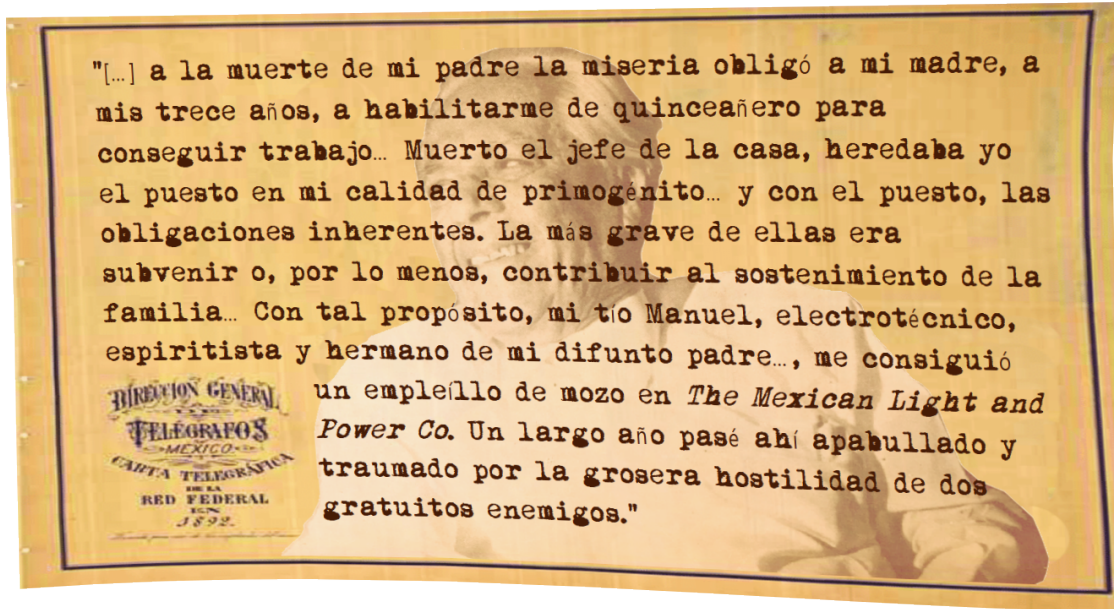 "[…] a la muerte de mi padre la miseria obligó a mi madre, a
mis trece años, a habilitarme de quinceañero para
conseguir trabajo… Muerto el jefe de la casa, heredaba yo
el puesto en mi calidad de primogénito… y con el puesto, las
obligaciones inherentes. La más grave de ellas era
subvenir o, por lo menos, contribuir al sostenimiento de la
familia… Con tal propósito, mi tío Manuel, electrotécnico,
espiritista y hermano de mi difunto padre…, me consiguió
un empleíllo de mozo en The Mexican Light and
Power Co. Un largo año pasé ahí apabullado y
traumado por la grosera hostilidad de dos
gratuitos enemigos."
DIRECCION GENERAL
DE
TELEGRAFOS
MEXICO
CARTA TELEGRÁFICA
DE LA
RED FEDERAL
EN
1892.